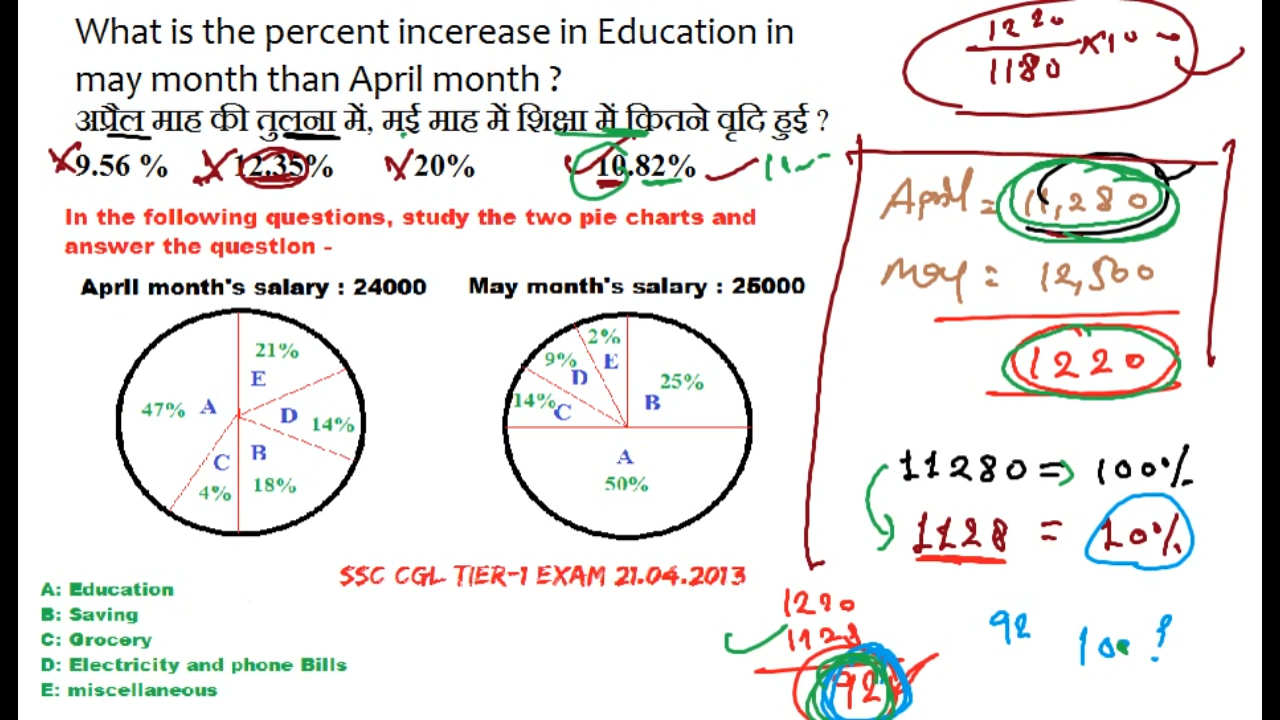 What is the percent incerease in Education in
may month than April month ?
अप्रैल माह की तुलना में, मई माह में शिक्षा में कितने वृदि हुई ?
9.56 % 12.35% 20% 10.82%
In the following questions, study the two pie charts and
answer the question -
April month's salary : 24000 May month's salary : 25000
21%
E
47% A
D 14%
B
C
4% 18%
2%
9% E
D 25%
14% C B
A
50%
SSC CGL TIER-1 EXAM 21.04.2013
A: Education
B: Saving
C: Grocery
D: Electricity and phone Bills
E: miscellaneous
1220
1180
April = 11,280
May = 12,500
1220
11280 => 100%
1128 = 10%
1220
1128
92
92 100 ?